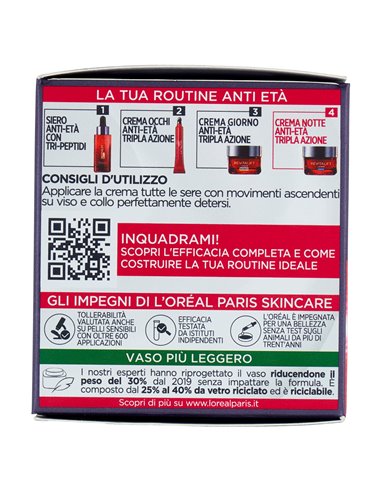 LA TUA ROUTINE ANTI ETÀ
1
SIERO
ANTI-ETÀ
CON
TRI-PEPTIDI
2
CREMA OCCHI
ANTI-ETÀ
TRIPLA AZIONE
3
CREMA GIORNO
ANTI-ETÀ
TRIPLA AZIONE
REVITALIFT
4
CREMA NOTTE
ANTI-ETÀ
TRIPLA AZIONE
REVITALIFT
CONSIGLI D'UTILIZZO
Applicare la crema tutte le sere con movimenti ascendenti
su viso e collo perfettamente detersi.
INQUADRAMI!
SCOPRI L'EFFICACIA COMPLETA E COME
COSTRUIRE LA TUA ROUTINE IDEALE
GLI IMPEGNI DI L'ORÉAL PARIS SKINCARE
TOLLERABILITÀ
VALUTATA ANCHE
SU PELLI SENSIBILI
CON OLTRE 600
APPLICAZIONI
EFFICACIA
TESTATA
DA ISTITUTI
INDIPENDENTI
L'ORÉAL È IMPEGNATA
PER UNA BELLEZZA
SENZA TEST SUGLI
ANIMALI DA PIÙ DI
TRENT'ANNI
VASO PIÙ LEGGERO
I nostri esperti hanno riprogettato il vaso riducendone il
peso del 30% dal 2019 senza impattare la formula. È
composto dal 25% al 40% da vetro riciclato ed è riciclabile.
Scopri di più su www.lorealparis.it